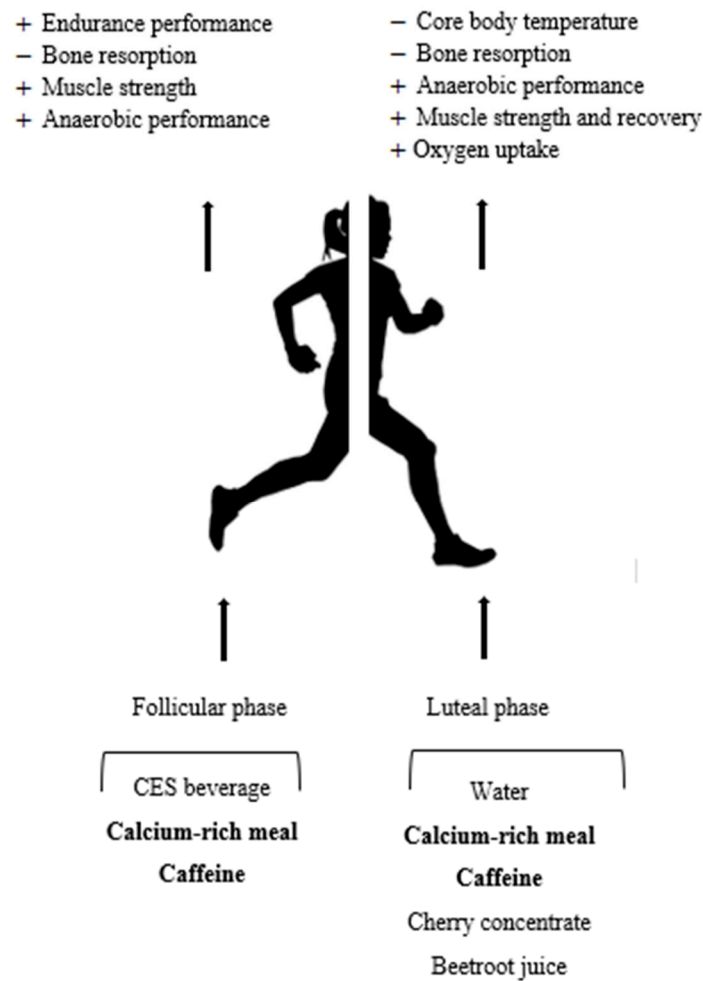 + Endurance performance
− Bone resorption
+ Muscle strength
+ Anaerobic performance
− Core body temperature
− Bone resorption
+ Anaerobic performance
+ Muscle strength and recovery
+ Oxygen uptake
Follicular phase
CES beverage
Calcium-rich meal
Caffeine
Luteal phase
Water
Calcium-rich meal
Caffeine
Cherry concentrate
Beetroot juice